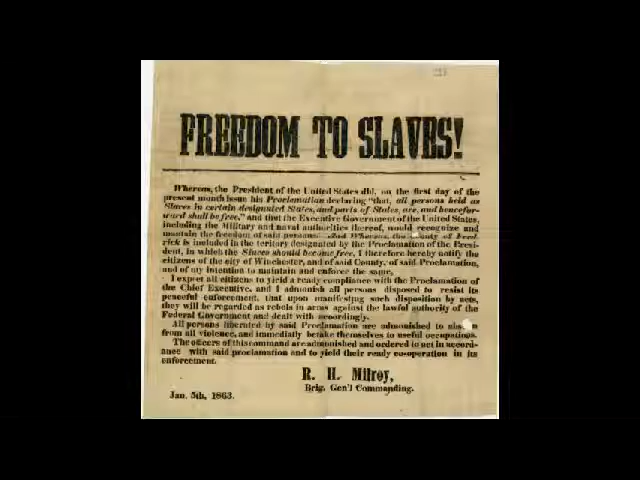 FREEDOM TO SLAVES!
Whereas, the President of the United States did, on the first day of the
present month issue his Proclamation declaring "that, all persons held as
Slaves in certain designated States, and parts of States, are, and hencefor-
ward shall be free," and that the Executive Government of the United States,
including the Military and naval authorities thereof, would recognize and
maintain the freedom of said persons. And Whereas, the County of Fred-
rick is included in the teritory designated by the Proclamation of the Presi-
dent, in which the Slaves should become free, I therefore hereby notify the
citizens of the city of Winchester, and of said County, of said Proclamation,
and of my intention to maintain and enforce the same.
I expect all citizens to yield a ready compliance with the Proclamation of
the Chief Executive, and I admonish all persons disposed to resist its
peaceful enforcement, that upon manifesting such disposition by acts,
they will be regarded as rebels in arms against the lawful authority of the
Federal Government and dealt with accordingly.
All persons liberated by said Proclamation are admonished to abstain
from all violence, and immediately betake themselves to useful occupations.
The officers of this command are admonished and ordered to act in accord-
ance with said proclamation and to yield their ready co-operation in its
enforcement.
R. H. Milroy,
Brig. Gen'l Commanding.
Jan. 5th, 1863.